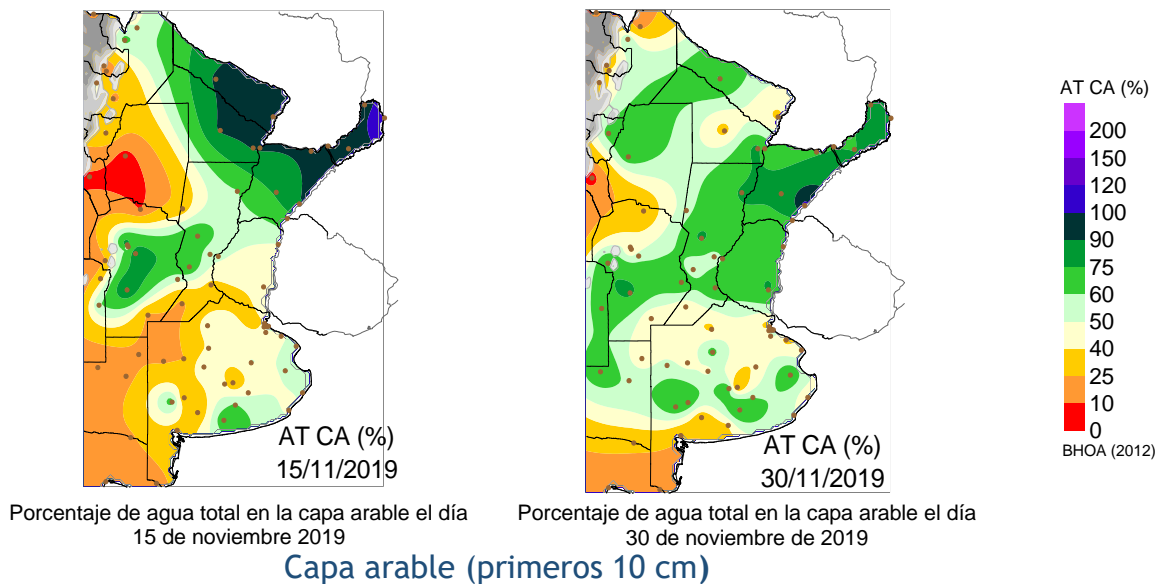 AT CA (%)
15/11/2019
AT CA (%)
30/11/2019
AT CA (%)
200
150
120
100
90
75
60
50
40
25
10
0
BHOA (2012)
Porcentaje de agua total en la capa arable el día
15 de noviembre 2019
Porcentaje de agua total en la capa arable el día
30 de noviembre de 2019
Capa arable (primeros 10 cm)